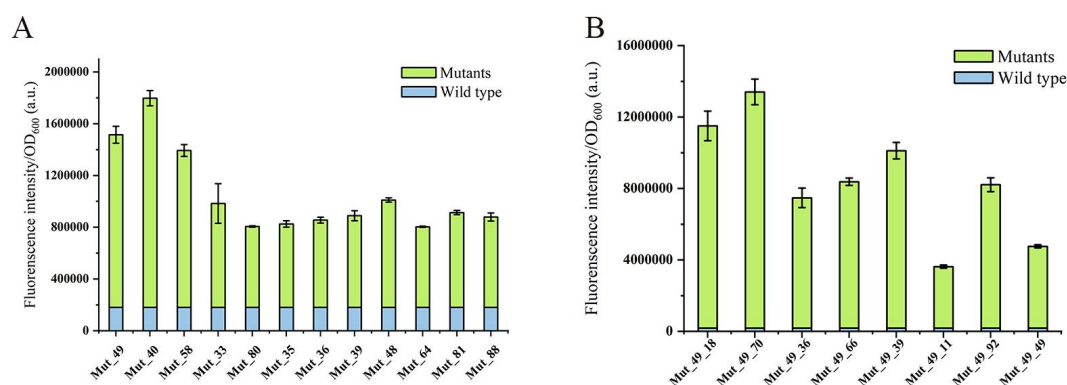 A
Fluorenscence intensity/OD600 (a.u.)
2000000
1600000
1200000
800000
400000
0
Mutants
Wild type
Mut_49
Mut_40
Mut_58
Mut_33
Mut_80
Mut_35
Mut_36
Mut_39
Mut_48
Mut_64
Mut_81
Mut_88
B
Fluorenscence intensity/OD600 (a.u.)
16000000
12000000
8000000
4000000
0
Mutants
Wild type
Mut_49_18
Mut_49_70
Mut_49_36
Mut_49_66
Mut_49_39
Mut_49_11
Mut_49_92
Mut_49_49